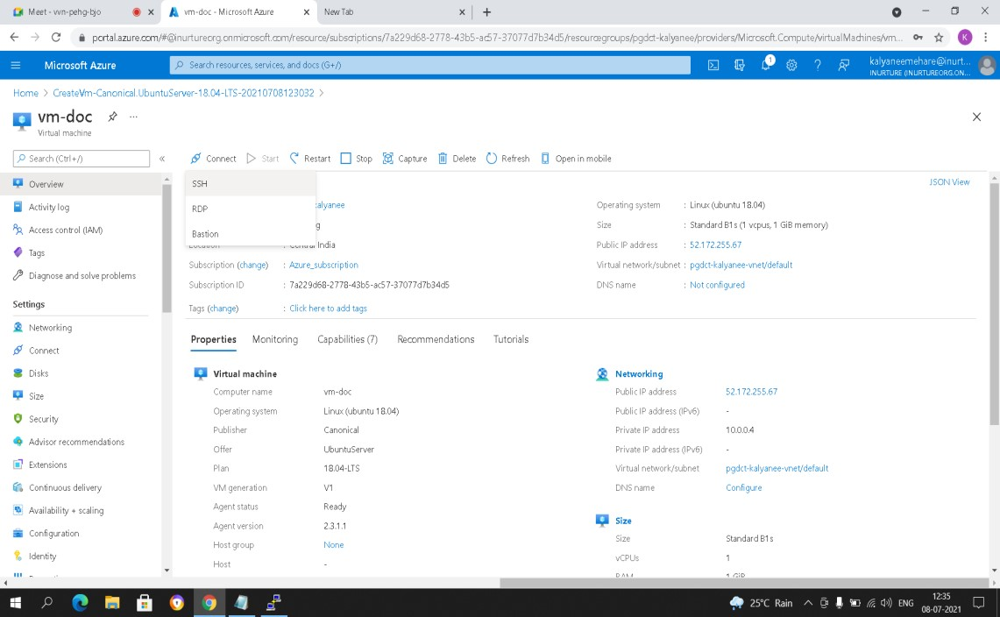 Meet - vvn-pehg-bjo
vm-doc - Microsoft Azure
New Tab
portal.azure.com/#@inurtureorg.onmicrosoft.com/resource/subscriptions/7a229d68-2778-43b5-ac57-37077d7b34d5/resourcegroups/pgdct-kalyanee/providers/Microsoft.Compute/virtualMachines/vm...
K
Microsoft Azure
Search resources, services, and docs (G+/)
1
kalyaneemehare@inurt...
INURTURE (INURTUREORG.ON...
Home > CreateVm-Canonical.UbuntuServer-18.04-LTS-20210708123032 >
vm-doc
Virtual machine
Search (Ctrl+/)
Connect Start Restart Stop Capture Delete Refresh Open in mobile
Overview
Activity log
Access control (IAM)
Tags
Diagnose and solve problems
Settings
Networking
Connect
Disks
Size
Security
Advisor recommendations
Extensions
Continuous delivery
Availability + scaling
Configuration
Identity
SSH
RDP
Bastion
JSON View
alyanee
g
Location : Central India
Subscription (change) : Azure_subscription
Subscription ID : 7a229d68-2778-43b5-ac57-37077d7b34d5
Tags (change) : Click here to add tags
Operating system : Linux (ubuntu 18.04)
Size : Standard B1s (1 vcpus, 1 GiB memory)
Public IP address : 52.172.255.67
Virtual network/subnet : pgdct-kalyanee-vnet/default
DNS name : Not configured
Properties Monitoring Capabilities (7) Recommendations Tutorials
Virtual machine
Computer name vm-doc
Operating system Linux (ubuntu 18.04)
Publisher Canonical
Offer UbuntuServer
Plan 18.04-LTS
VM generation V1
Agent status Ready
Agent version 2.3.1.1
Host group None
Host -
Networking
Public IP address 52.172.255.67
Public IP address (IPv6) -
Private IP address 10.0.0.4
Private IP address (IPv6) -
Virtual network/subnet pgdct-kalyanee-vnet/default
DNS name Configure
Size
Size Standard B1s
vCPUs 1
RAM 1 GiB
25°C Rain
ENG
12:35
08-07-2021